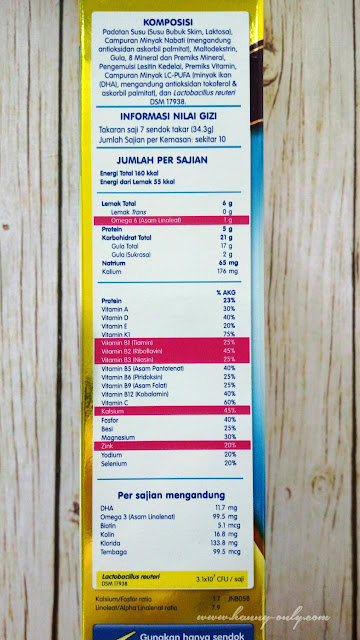 KOMPOSISI
Padatan Susu (Susu Bubuk Skim, Laktosa),
Campuran Minyak Nabati (mengandung
antioksidan askorbil palmitat), Maltodekstrin,
Gula, 8 Mineral dan Premiks Mineral,
Pengemulsi Lesitin Kedelai, Premiks Vitamin,
Campuran Minyak LC-PUFA (minyak ikan
(DHA), mengandung antioksidan tokoferol &
askorbil palmitat), dan Lactobacillus reuteri
DSM 17938.
INFORMASI NILAI GIZI
Takaran saji 7 sendok takar (34.3g)
Jumlah Sajian per Kemasan: sekitar 10
JUMLAH PER SAJIAN
Energi Total 160 kkal
Energi dari Lemak 55 kkal
Lemak Total 6 g
Lemak Trans 0 g
Omega 6 (Asam Linoleat) 1 g
Protein 5 g
Karbohidrat Total 21 g
Gula Total 17 g
Gula (Sukrosa) 2 g
Natrium 65 mg
Kalium 176 mg
% AKG
Protein 23%
Vitamin A 30%
Vitamin D 40%
Vitamin E 20%
Vitamin K1 75%
Vitamin B1 (Tiamin) 25%
Vitamin B2 (Riboflavin) 45%
Vitamin B3 (Niasin) 25%
Vitamin B5 (Asam Pantotenat) 40%
Vitamin B6 (Piridoksin) 25%
Vitamin B9 (Asam Folat) 25%
Vitamin B12 (Kobalamin) 40%
Vitamin C 60%
Kalsium 45%
Fosfor 40%
Besi 25%
Magnesium 30%
Zink 20%
Yodium 20%
Selenium 20%
Per sajian mengandung
DHA 11.7 mg
Omega 3 (Asam Linolenat) 99.5 mg
Biotin 5.1 mcg
Kolin 16.8 mg
Klorida 133.8 mg
Tembaga 99.5 mcg
Lactobacillus reuteri
DSM 17938 3.1x10⁷ CFU / saji
Kalsium/Fosfor ratio 1.7 JNB058
Linoleat/Alpha Linolenat ratio 7.9
www.hanny-only.com
Gunakan hanya sendok